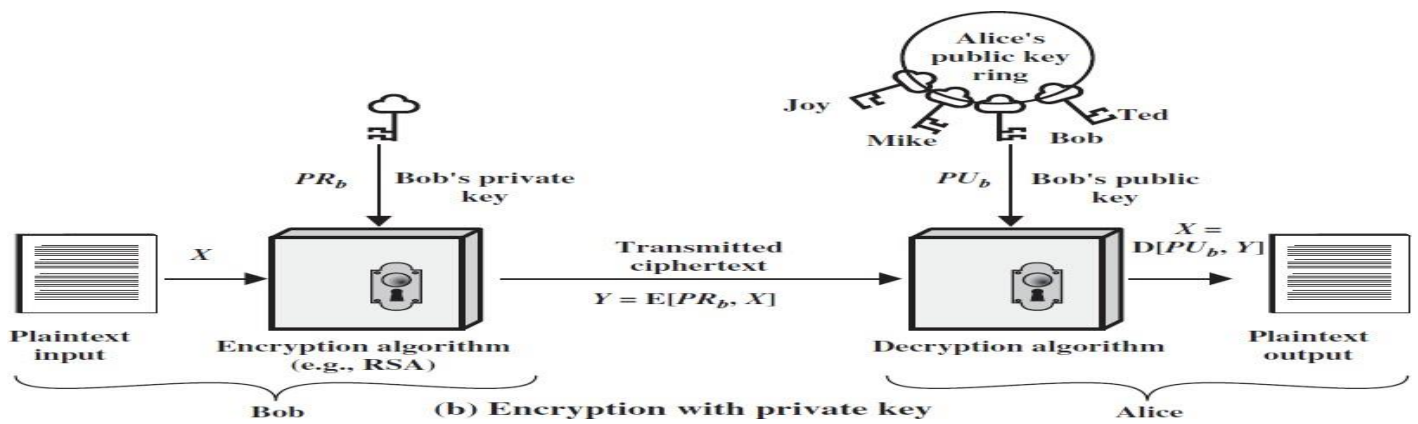 Alice's
public key
ring
Joy
Mike
Bob
Ted
PR_b
Bob's private
key
PU_b
Bob's public
key
X
Transmitted
ciphertext
Y = E[PR_b, X]
X =
D[PU_b, Y]
Plaintext
input
Encryption algorithm
(e.g., RSA)
Decryption algorithm
Plaintext
output
Bob
(b) Encryption with private key
Alice